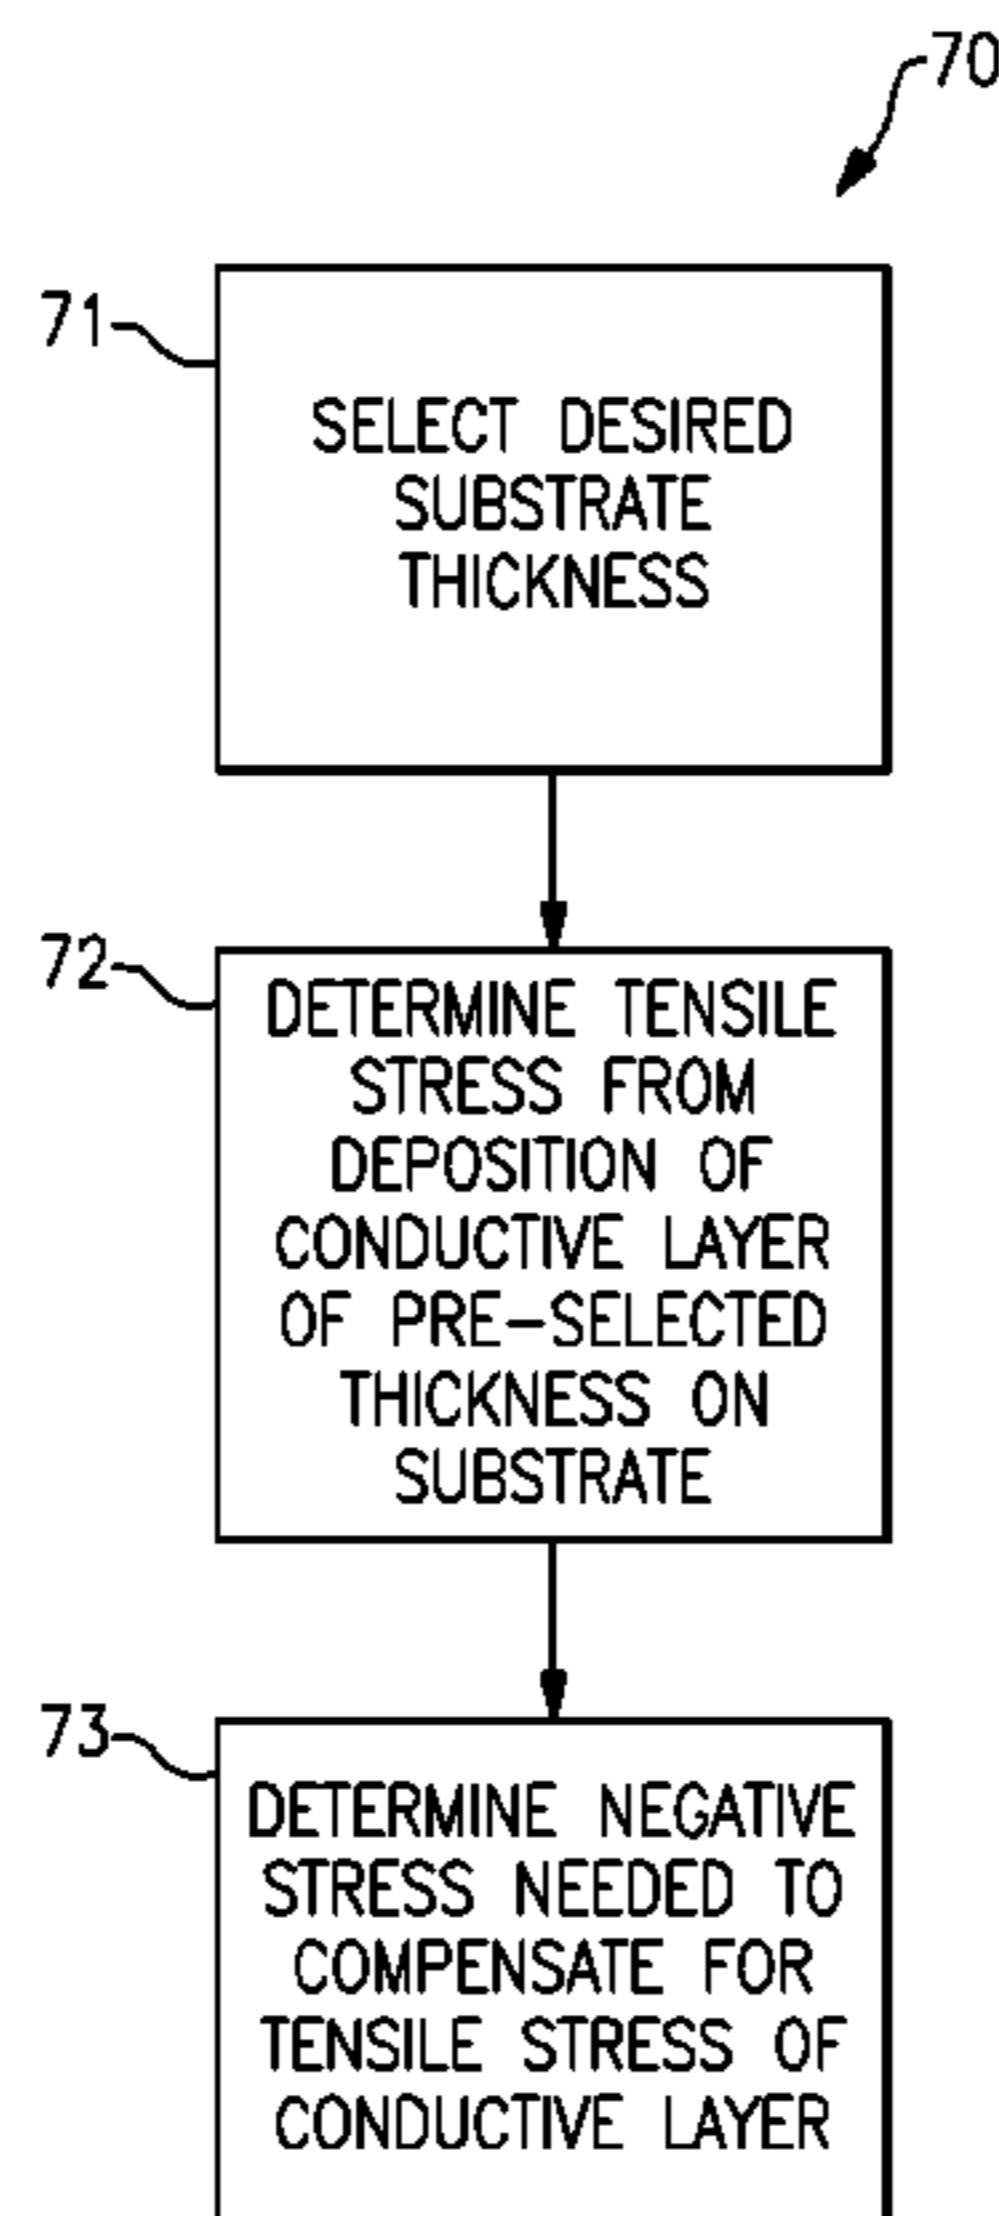 70
71
SELECT DESIRED
SUBSTRATE
THICKNESS
72
DETERMINE TENSILE
STRESS FROM
DEPOSITION OF
CONDUCTIVE LAYER
OF PRE-SELECTED
THICKNESS ON
SUBSTRATE
73
DETERMINE NEGATIVE
STRESS NEEDED TO
COMPENSATE FOR
TENSILE STRESS OF
CONDUCTIVE LAYER